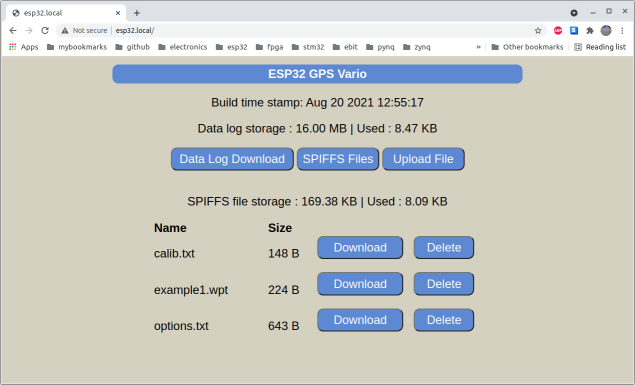 esp32.local
Not secure | esp32.local/
Apps mybookmarks github electronics esp32 fpga stm32 ebit pynq zynq » Other bookmarks Reading list
ESP32 GPS Vario
Build time stamp: Aug 20 2021 12:55:17
Data log storage : 16.00 MB | Used : 8.47 KB
Data Log Download SPIFFS Files Upload File
SPIFFS file storage : 169.38 KB | Used : 8.09 KB
Name Size
calib.txt 148 B Download Delete
example1.wpt 224 B Download Delete
options.txt 643 B Download Delete